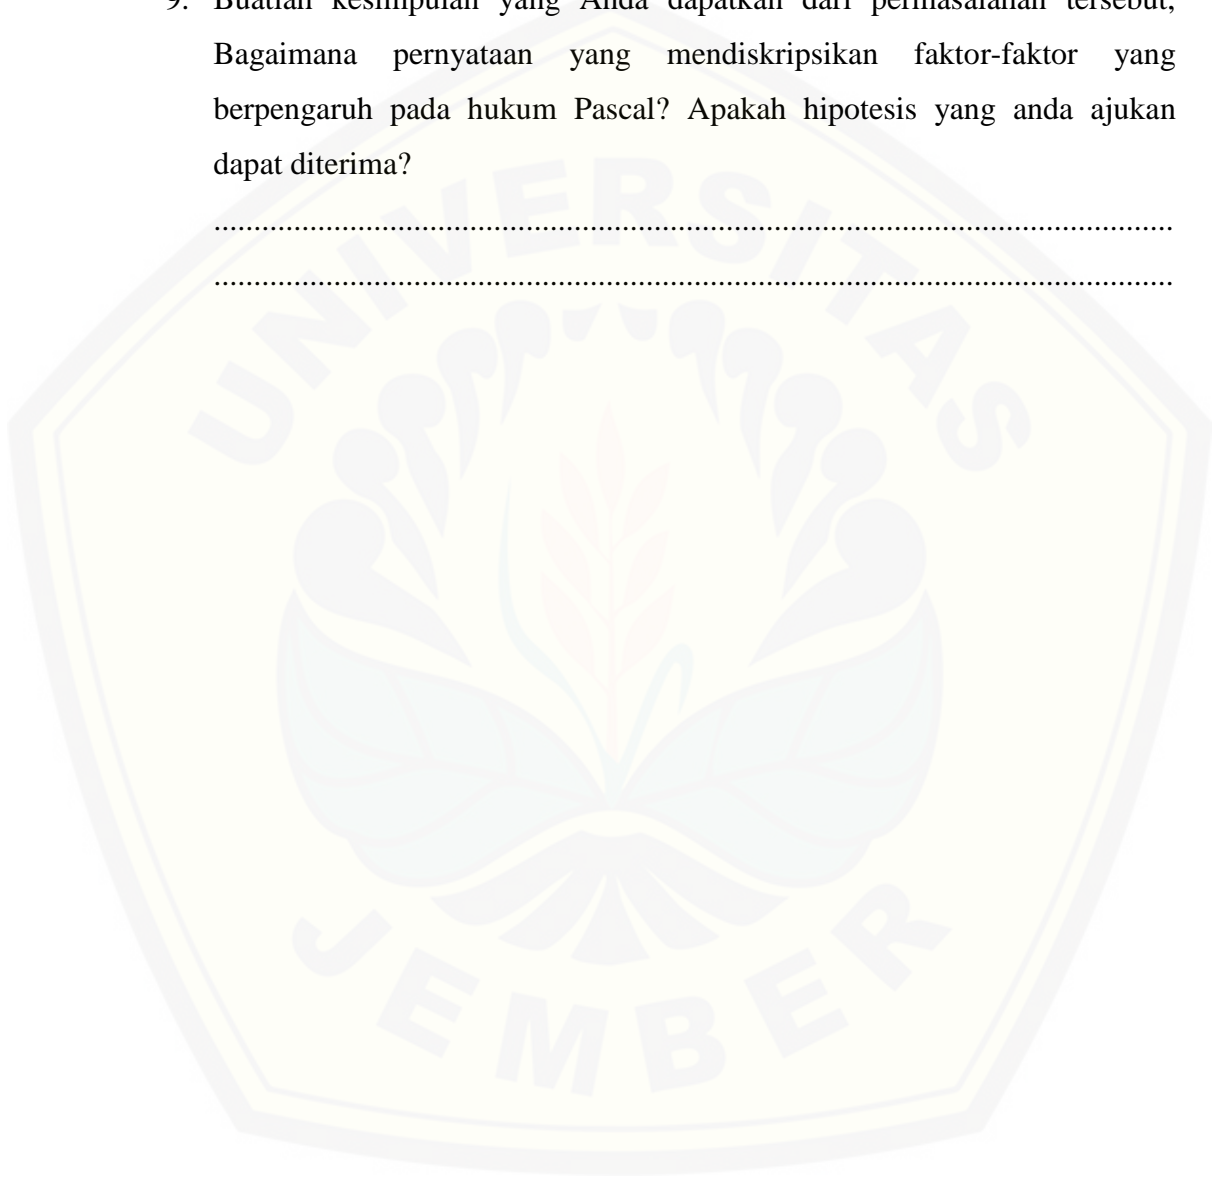 9. Buatlah kesimpulan yang Anda dapatkan dari permasalahan tersebut,
Bagaimana pernyataan yang mendiskripsikan faktor-faktor yang
berpengaruh pada hukum Pascal? Apakah hipotesis yang anda ajukan
dapat diterima?
................................................................................................................
................................................................................................................
UNIVERSITAS
JEMBER